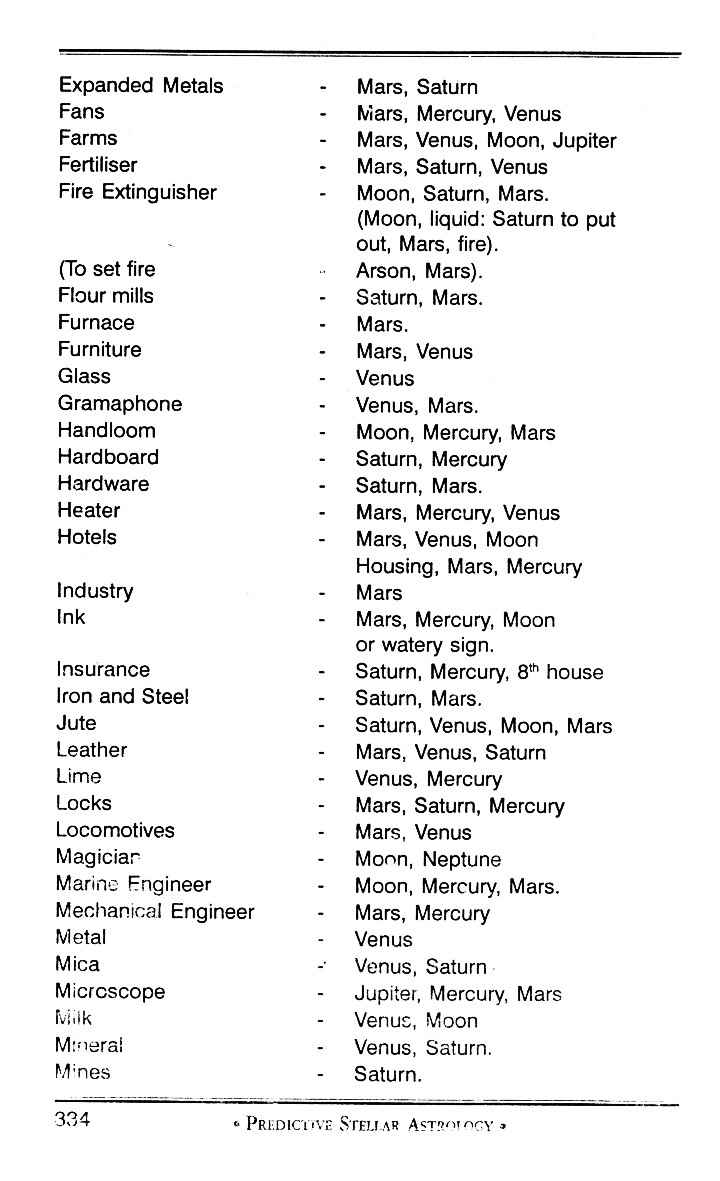 Expanded Metals - Mars, Saturn
Fans - Mars, Mercury, Venus
Farms - Mars, Venus, Moon, Jupiter
Fertiliser - Mars, Saturn, Venus
Fire Extinguisher - Moon, Saturn, Mars.
(Moon, liquid: Saturn to put
out, Mars, fire).
(To set fire - Arson, Mars).
Flour mills - Saturn, Mars.
Furnace - Mars.
Furniture - Mars, Venus
Glass - Venus
Gramaphone - Venus, Mars.
Handloom - Moon, Mercury, Mars
Hardboard - Saturn, Mercury
Hardware - Saturn, Mars.
Heater - Mars, Mercury, Venus
Hotels - Mars, Venus, Moon
Housing, Mars, Mercury
Industry - Mars
Ink - Mars, Mercury, Moon
or watery sign.
Insurance - Saturn, Mercury, 8th house
Iron and Steel - Saturn, Mars.
Jute - Saturn, Venus, Moon, Mars
Leather - Mars, Venus, Saturn
Lime - Venus, Mercury
Locks - Mars, Saturn, Mercury
Locomotives - Mars, Venus
Magician - Moon, Neptune
Marine Engineer - Moon, Mercury, Mars.
Mechanical Engineer - Mars, Mercury
Metal - Venus
Mica - Venus, Saturn
Microscope - Jupiter, Mercury, Mars
Milk - Venus, Moon
Mineral - Venus, Saturn.
Mines - Saturn.
334 • PREDICTIVE STELLAR ASTROLOGY •